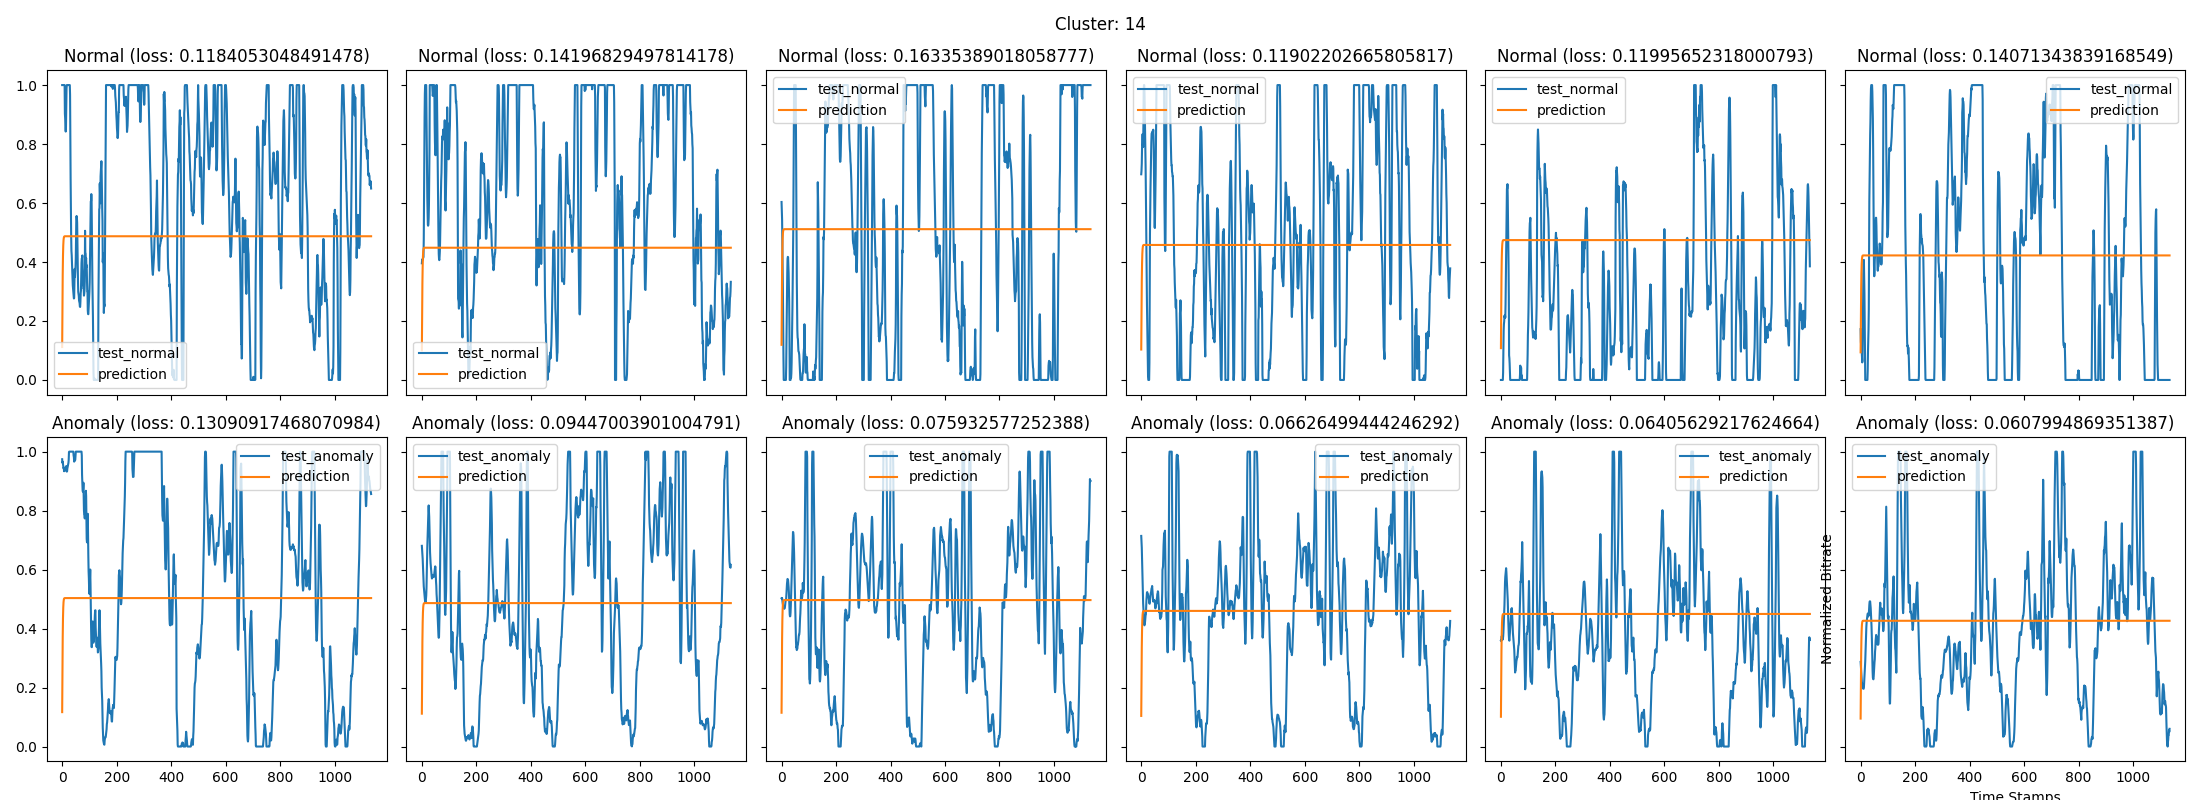 Cluster: 14
Normal (loss: 0.1184053048491478)
Normal (loss: 0.14196829497814178)
Normal (loss: 0.16335389018058777)
Normal (loss: 0.11902202665805817)
Normal (loss: 0.11995652318000793)
Normal (loss: 0.14071343839168549)
1.0
0.8
0.6
0.4
0.2
0.0
test_normal
prediction
test_normal
prediction
test_normal
prediction
test_normal
prediction
test_normal
prediction
test_normal
prediction
Anomaly (loss: 0.13090917468070984)
Anomaly (loss: 0.09447003901004791)
Anomaly (loss: 0.075932577252388)
Anomaly (loss: 0.06626499444246292)
Anomaly (loss: 0.06405629217624664)
Anomaly (loss: 0.0607994869351387)
1.0
0.8
0.6
0.4
0.2
0.0
test_anomaly
prediction
test_anomaly
prediction
test_anomaly
prediction
test_anomaly
prediction
test_anomaly
prediction
test_anomaly
prediction
Normalized Bitrate
0 200 400 600 800 1000
0 200 400 600 800 1000
0 200 400 600 800 1000
0 200 400 600 800 1000
0 200 400 600 800 1000
0 200 400 600 800 1000
Time Stamps